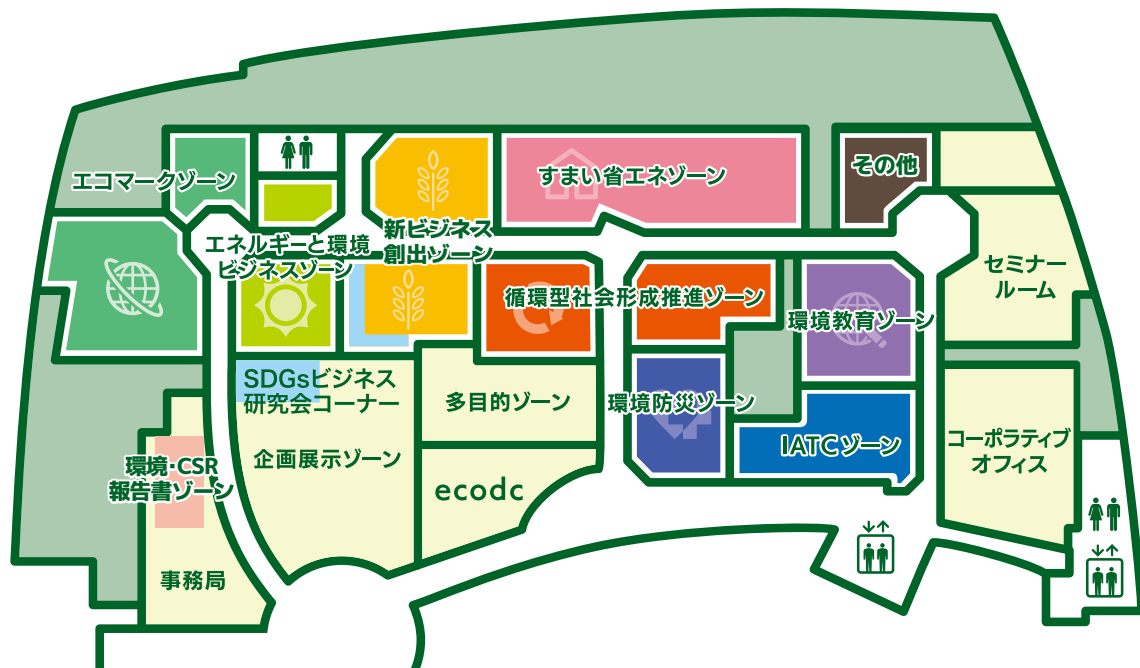 エコマークゾーン
すまい省エネゾーン
その他
エネルギーと環境
ビジネスゾーン
新ビジネス
創出ゾーン
セミナー
ルーム
循環型社会形成推進ゾーン
環境教育ゾーン
SDGsビジネス
研究会コーナー
多目的ゾーン
環境防災ゾーン
企画展示ゾーン
IATCゾーン
コーポラティブ
オフィス
環境・CSR
報告書ゾーン
ecodc
事務局